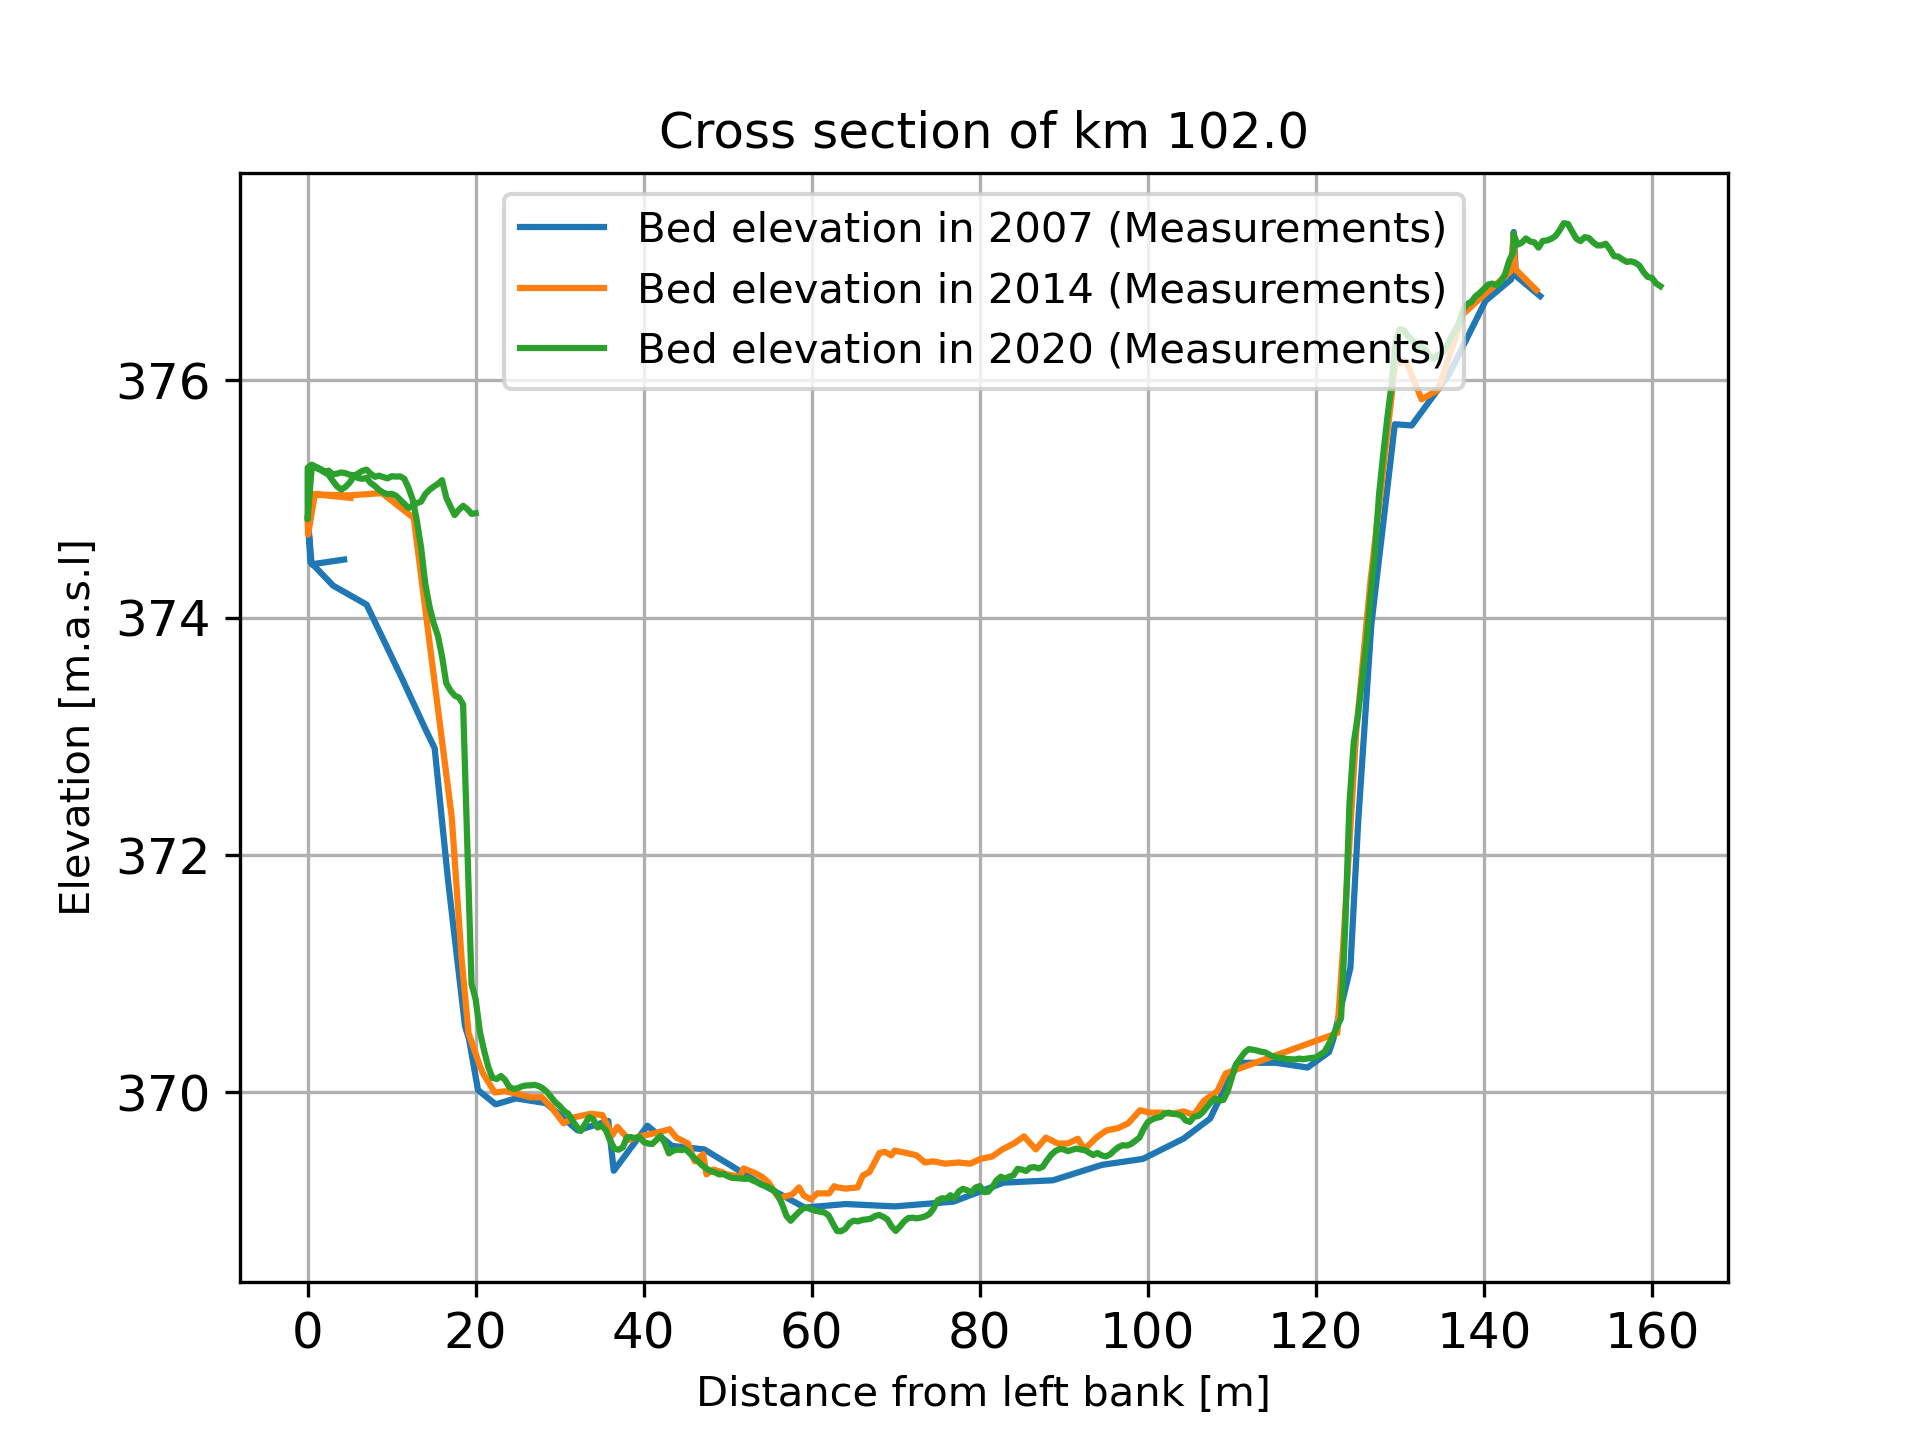 Cross section of km 102.0
Bed elevation in 2007 (Measurements)
Bed elevation in 2014 (Measurements)
Bed elevation in 2020 (Measurements)
376
374
372
370
Elevation [m.a.s.l]
0 20 40 60 80 100 120 140 160
Distance from left bank [m]